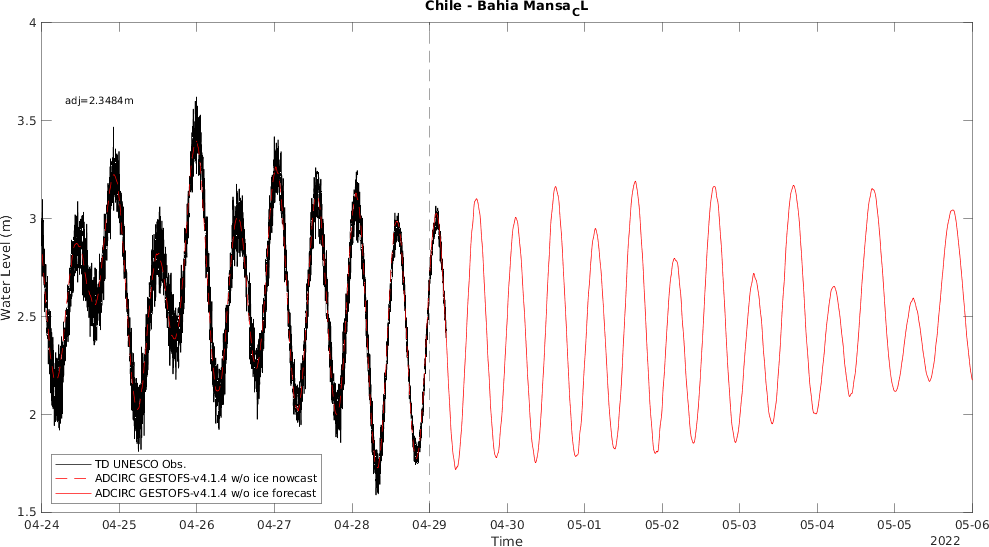 Chile - Bahia Mansa_CL
4
adj=2.3484m
3.5
3
Water Level (m)
2.5
2
TD UNESCO Obs.
ADCIRC GESTOFS-v4.1.4 w/o ice nowcast
ADCIRC GESTOFS-v4.1.4 w/o ice forecast
1.5
04-24 04-25 04-26 04-27 04-28 04-29 04-30 05-01 05-02 05-03 05-04 05-05 05-06
Time
2022